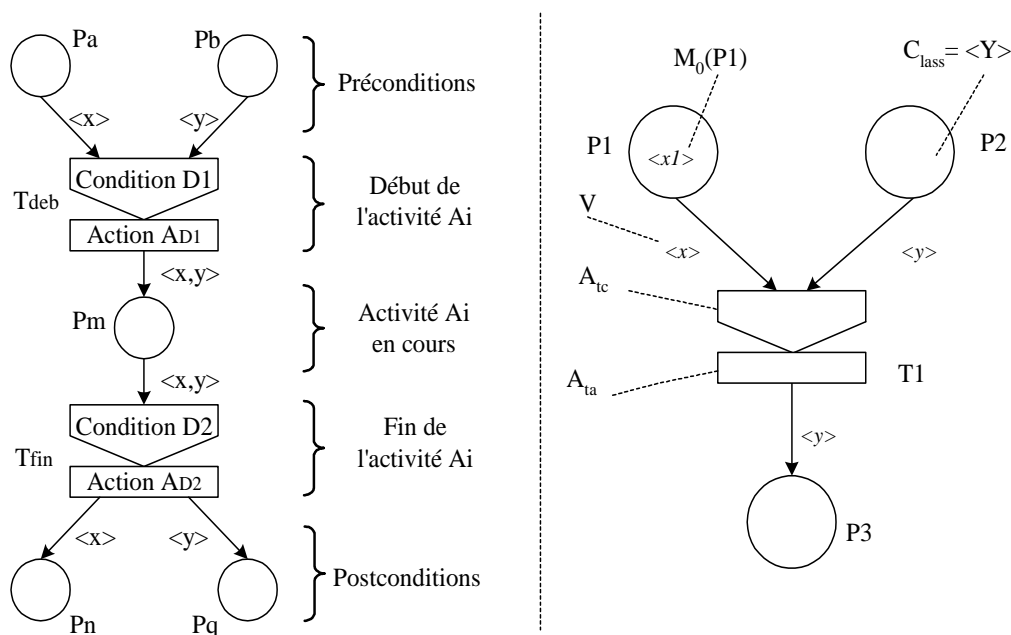 Pa
Pb
Préconditions
<x>
<y>
Condition D1
Tdeb
Action AD1
Début de
l'activité Ai
<x,y>
Pm
Activité Ai
en cours
<x,y>
Condition D2
Tfin
Action AD2
Fin de
l'activité Ai
<x>
<y>
Postconditions
Pn
Pq
M0(P1)
Class= <Y>
P1
<x1>
P2
V
<x>
<y>
Atc
Ata
T1
<y>
P3